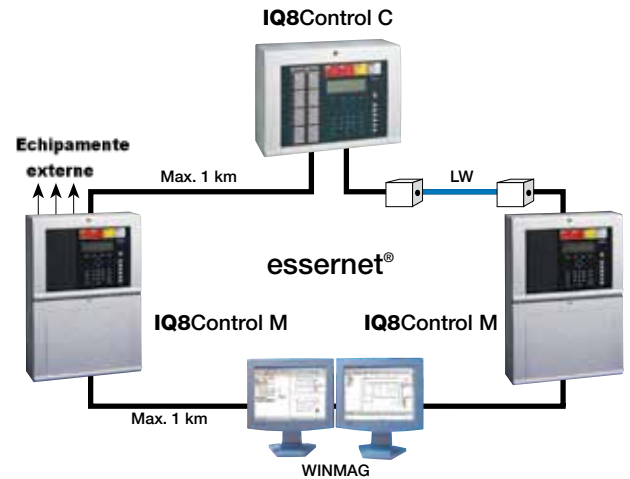 IQ8Control C
Echipamente
externe
Max. 1 km
LW
essernet®
IQ8Control M
IQ8Control M
Max. 1 km
WINMAG